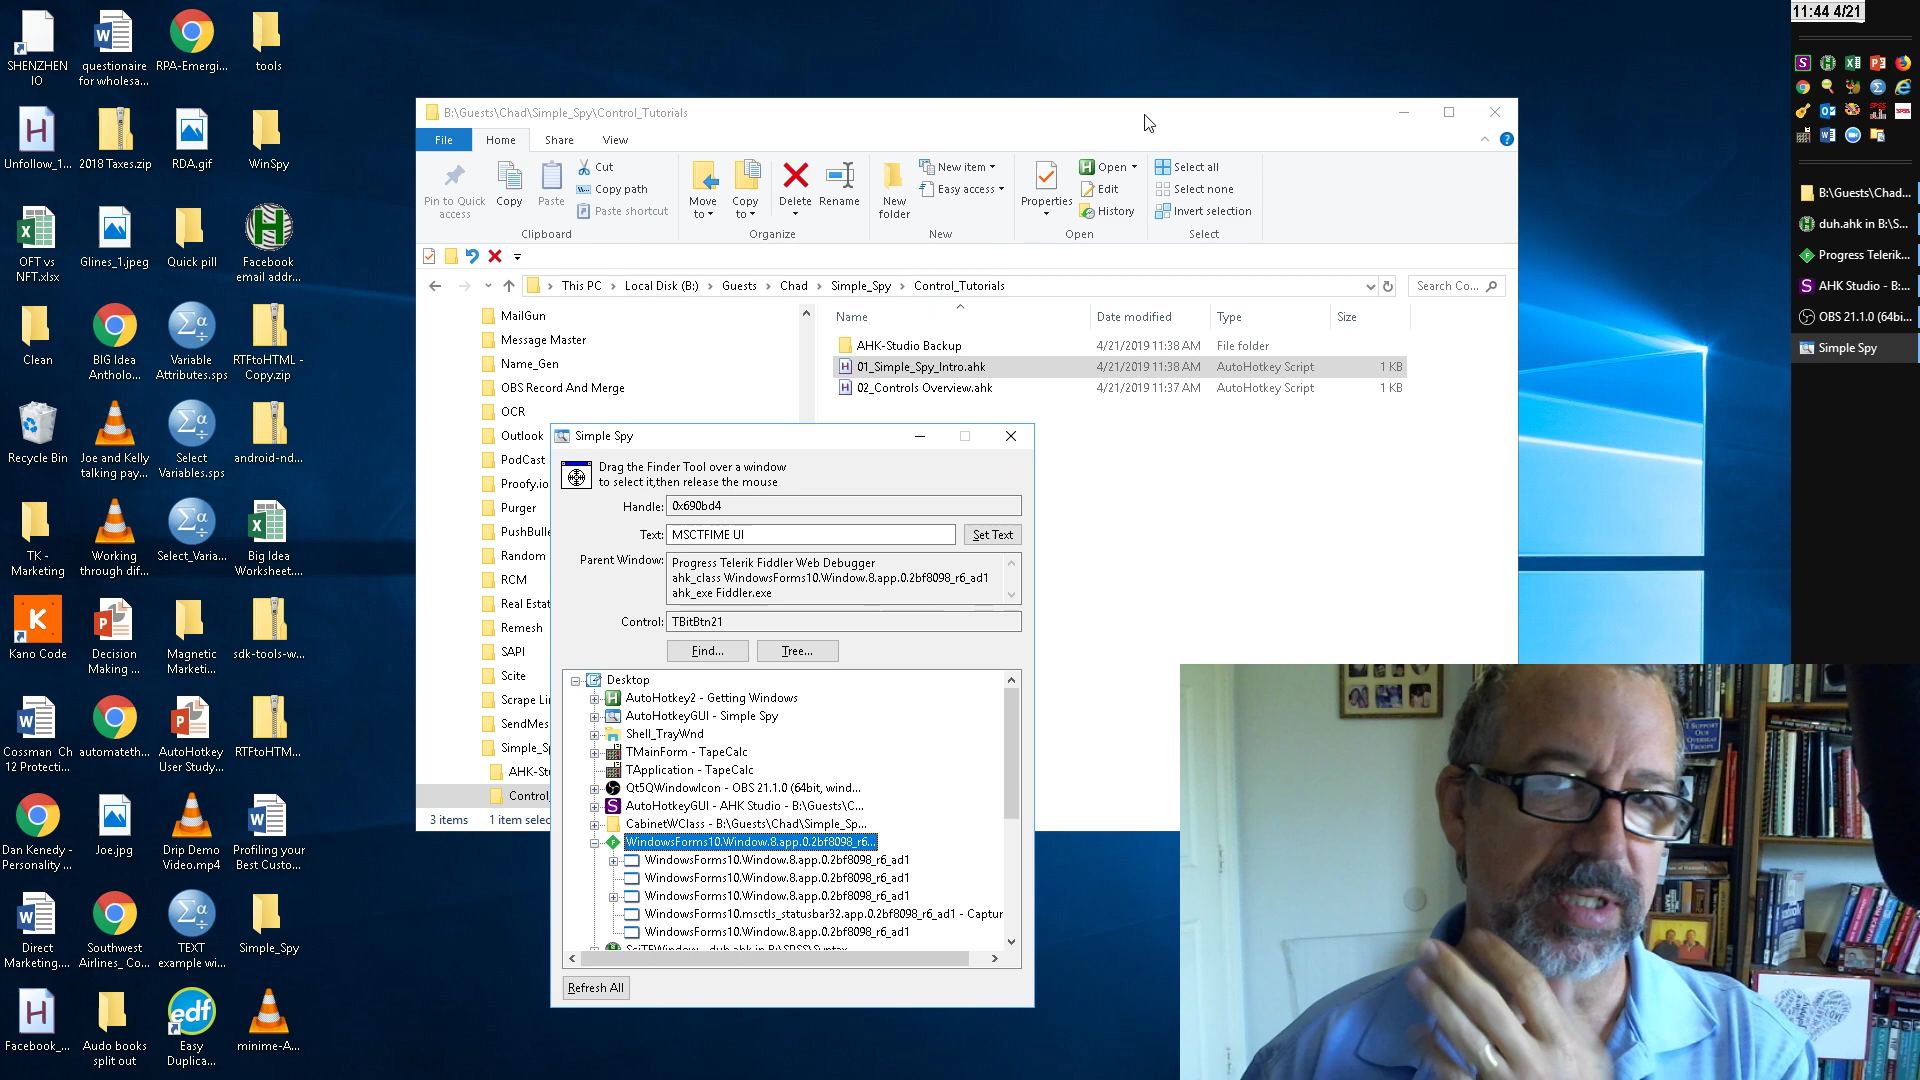 SHENZHEN
IO
questionaire
for wholesa...
RPA-Emergi...
tools
Unfollow_1...
2018 Taxes.zip
RDA.gif
WinSpy
OFT vs
NFT.xlsx
Glines_1.jpeg
Quick pill
Facebook
email addr...
Clean
BIG Idea
Antholo...
Variable
Attributes.sps
RTFtoHTML -
Copy.zip
Recycle Bin
Joe and Kelly
talking pay...
Select
Variables.sps
android-nd...
TK -
Marketing
Working
through dif...
Select_Varia...
Big Idea
Worksheet....
Kano Code
Decision
Making ...
Magnetic
Marketi...
sdk-tools-w...
Cossman Ch
12 Protecti...
automateth...
AutoHotkey
User Study...
RTFtoHTM...
Dan Kenedy -
Personality ...
Joe.jpg
Drip Demo
Video.mp4
Profiling your
Best Custo...
Direct
Marketing....
Southwest
Airlines_ Co...
TEXT
example wi...
Simple_Spy
Facebook_...
Audo books
split out
Easy
Duplica...
minime-A...
B:\Guests\Chad\Simple_Spy\Control_Tutorials
File
Home
Share
View
Pin to Quick
access
Copy
Paste
Cut
Copy path
Paste shortcut
Clipboard
Move
to
Copy
to
Delete
Rename
Organize
New
folder
New item
Easy access
New
Properties
Open
Edit
History
Open
Select all
Select none
Invert selection
Select
This PC > Local Disk (B:) > Guests > Chad > Simple_Spy > Control_Tutorials
Search Co...
MailGun
Message Master
Name_Gen
OBS Record And Merge
OCR
Outlook
PodCast
Proofy.io
Purger
PushBulle
Random
RCM
Real Estat
Remesh
SAPI
Scite
Scrape Li
SendMes
Simple_Sp
AHK-Stu
Control_
3 items
1 item selec
Name
Date modified
Type
Size
AHK-Studio Backup 4/21/2019 11:38 AM File folder
01_Simple_Spy_Intro.ahk 4/21/2019 11:38 AM AutoHotkey Script 1 KB
02_Controls Overview.ahk 4/21/2019 11:37 AM AutoHotkey Script 1 KB
Simple Spy
Drag the Finder Tool over a window
to select it,then release the mouse
Handle: 0x690bd4
Text: MSCTFIME UI
Set Text
Parent Window: Progress Telerik Fiddler Web Debugger
ahk_class WindowsForms10.Window.8.app.0.2bf8098_r6_ad1
ahk_exe Fiddler.exe
Control: TBitBtn21
Find...
Tree...
Desktop
AutoHotkey2 - Getting Windows
AutoHotkeyGUI - Simple Spy
Shell_TrayWnd
TMainForm - TapeCalc
TApplication - TapeCalc
Qt5QWindowIcon - OBS 21.1.0 (64bit, wind...
AutoHotkeyGUI - AHK Studio - B:\Guests\C...
CabinetWClass - B:\Guests\Chad\Simple_Sp...
WindowsForms10.Window.8.app.0.2bf8098_r6...
WindowsForms10.Window.8.app.0.2bf8098_r6_ad1
WindowsForms10.Window.8.app.0.2bf8098_r6_ad1
WindowsForms10.Window.8.app.0.2bf8098_r6_ad1
WindowsForms10.msctls_statusbar32.app.0.2bf8098_r6_ad1 - Captur
WindowsForms10.Window.8.app.0.2bf8098_r6_ad1
SciTEWindow - duh.ahk in B:\SPSS\Syntax
Refresh All
11:44 4/21
B:\Guests\Chad...
duh.ahk in B:\S...
Progress Telerik...
AHK Studio - B:...
OBS 21.1.0 (64bi...
Simple Spy
I SUPPORT
OUR
OVERSEAS
TROOPS